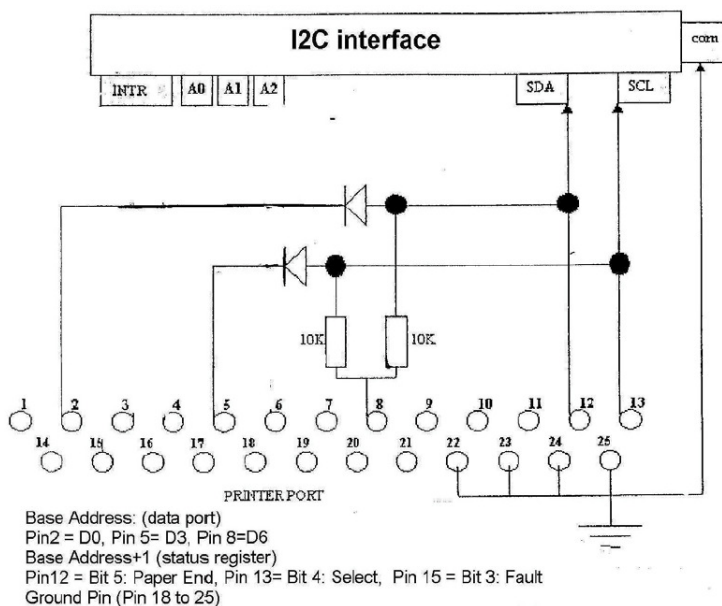 I2C interface
com
INTR A0 A1 A2 SDA SCL
10K 10K
1 2 3 4 5 6 7 8 9 10 11 12 13
14 15 16 17 18 19 20 21 22 23 24 25
PRINTER PORT
Base Address: (data port)
Pin2 = D0, Pin 5= D3, Pin 8=D6
Base Address+1 (status register)
Pin12 = Bit 5: Paper End, Pin 13= Bit 4: Select, Pin 15 = Bit 3: Fault
Ground Pin (Pin 18 to 25)